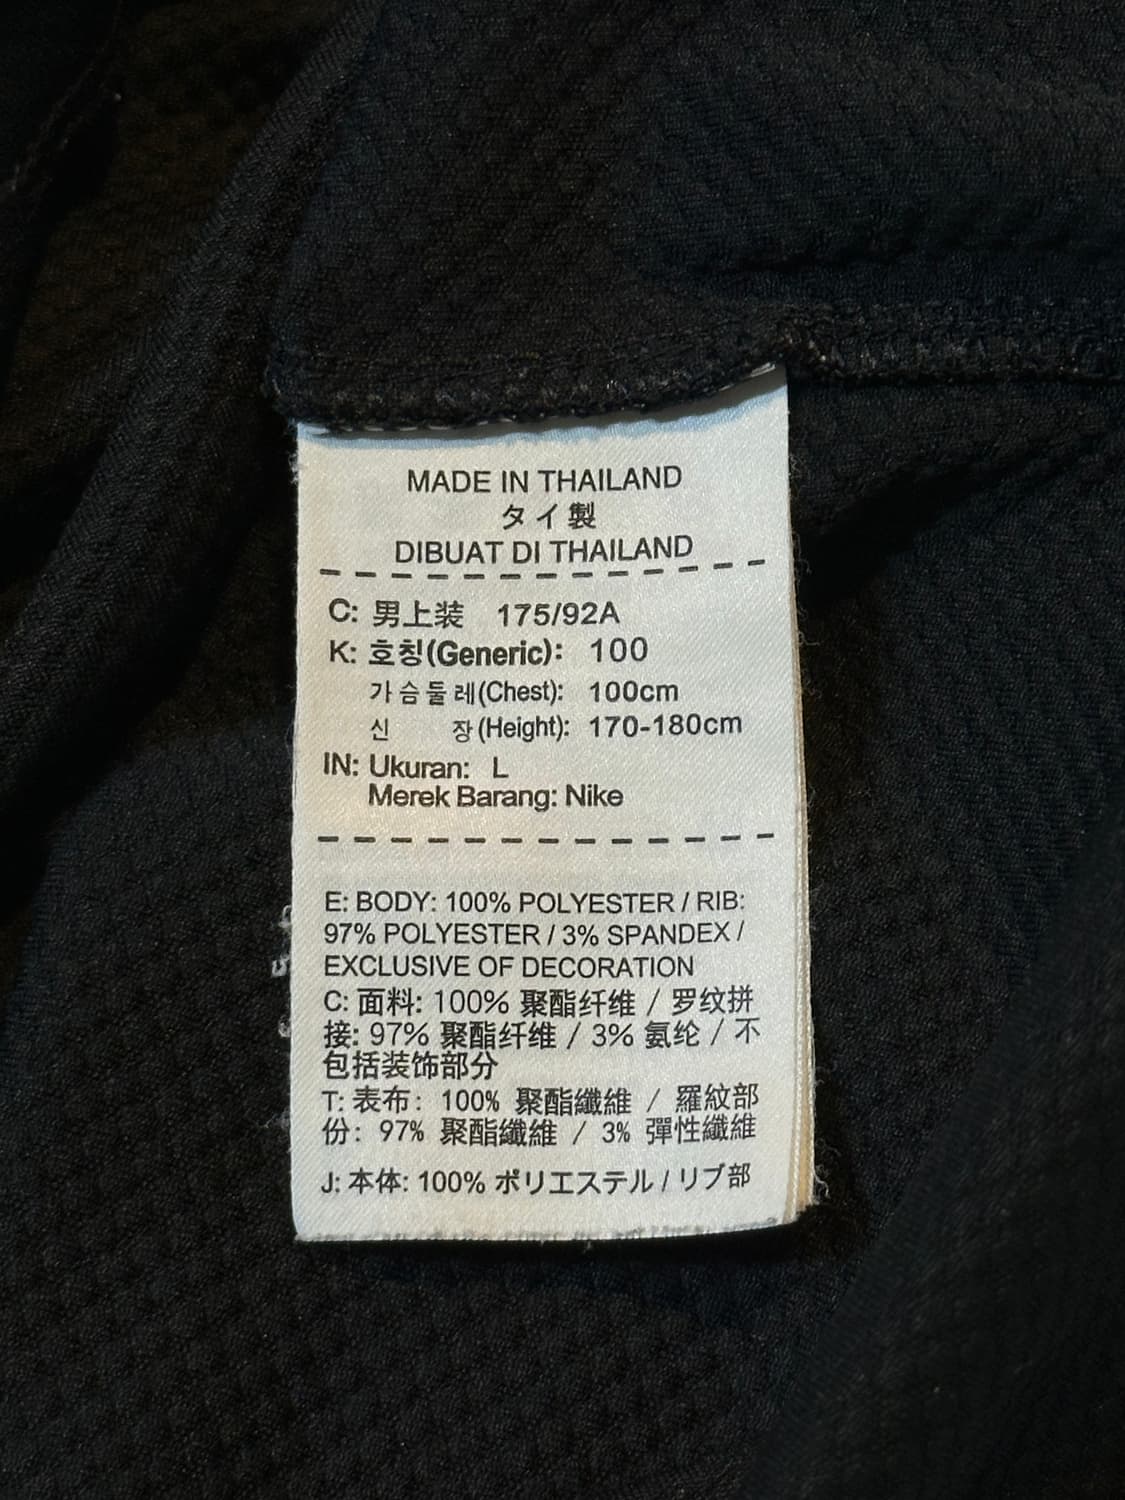 MADE IN THAILAND
タイ製
DIBUAT DI THAILAND
C: 男上装 175/92A
K: 호칭(Generic): 100
가슴둘레(Chest): 100cm
신 장(Height): 170-180cm
IN: Ukuran: L
Merek Barang: Nike
E: BODY: 100% POLYESTER / RIB:
97% POLYESTER / 3% SPANDEX /
EXCLUSIVE OF DECORATION
C: 面料: 100% 聚酯纤维 / 罗纹拼
接: 97% 聚酯纤维 / 3% 氨纶 / 不
包括装饰部分
T: 表布: 100% 聚酯纖維 / 羅紋部
份: 97% 聚酯纖維 / 3% 彈性纖維
J: 本体: 100% ポリエステル / リブ部